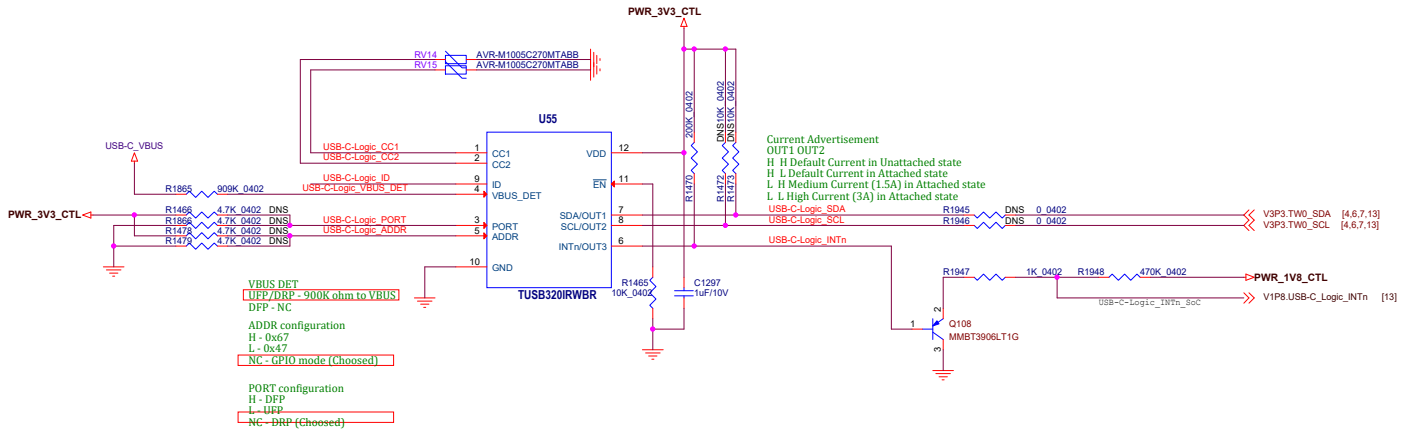 PWR_3V3_CTL
RV14 AVR-M1005C270MTABB
RV15 AVR-M1005C270MTABB
U55
USB-C_VBUS
USB-C-Logic_CC1 1 CC1 VDD 12
USB-C-Logic_CC2 2 CC2
USB-C-Logic_ID 9 ID EN 11
R1865 909K_0402 USB-C-Logic_VBUS_DET 4 VBUS_DET
R1470 200K_0402
R1472 DNS 10K_0402
R1473 DNS 10K_0402
Current Advertisement
OUT1 OUT2
H H Default Current in Unattached state
H L Default Current in Attached state
L H Medium Current (1.5A) in Attached state
L L High Current (3A) in Attached state
PWR_3V3_CTL
R1466 4.7K_0402 DNS
R1866 4.7K_0402 DNS USB-C-Logic_PORT 3 PORT
R1478 4.7K_0402 DNS USB-C-Logic_ADDR 5 ADDR
R1479 4.7K_0402 DNS
SDA/OUT1 7 USB-C-Logic_SDA R1945 DNS 0_0402 V3P3.TW0_SDA [4,6,7,13]
SCL/OUT2 8 USB-C-Logic_SCL R1946 DNS 0_0402 V3P3.TW0_SCL [4,6,7,13]
INTn/OUT3 6 USB-C-Logic_INTn
10 GND
TUSB320IRWBR
R1465
10K_0402
C1297
1uF/10V
R1947 1K_0402 R1948 470K_0402 PWR_1V8_CTL
USB-C-Logic_INTn_SoC V1P8.USB-C_Logic_INTn [13]
2
1 Q108
MMBT3906LT1G
3
VBUS DET
UFP/DRP - 900K ohm to VBUS
DFP - NC
ADDR configuration
H - 0x67
L - 0x47
NC - GPIO mode (Choosed)
PORT configuration
H - DFP
L - UFP
NC - DRP (Choosed)